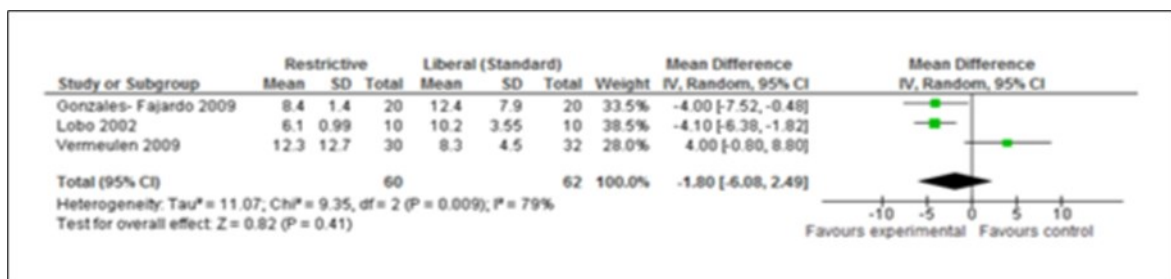 Restrictive Liberal (Standard) Mean Difference Mean Difference
Study or Subgroup Mean SD Total Mean SD Total Weight IV, Random, 95% CI IV, Random, 95% CI
Gonzales- Fajardo 2009 8.4 1.4 20 12.4 7.9 20 33.5% -4.00 [-7.52, -0.48]
Lobo 2002 6.1 0.99 10 10.2 3.55 10 38.5% -4.10 [-6.38, -1.82]
Vermeulen 2009 12.3 12.7 30 8.3 4.5 32 28.0% 4.00 [-0.80, 8.80]
Total (95% CI) 60 62 100.0% -1.80 [-6.08, 2.49]
Heterogeneity: Tau² = 11.07; Chi² = 9.35, df = 2 (P = 0.009); I² = 79%
Test for overall effect: Z = 0.82 (P = 0.41)
-10 -5 0 5 10
Favours experimental Favours control